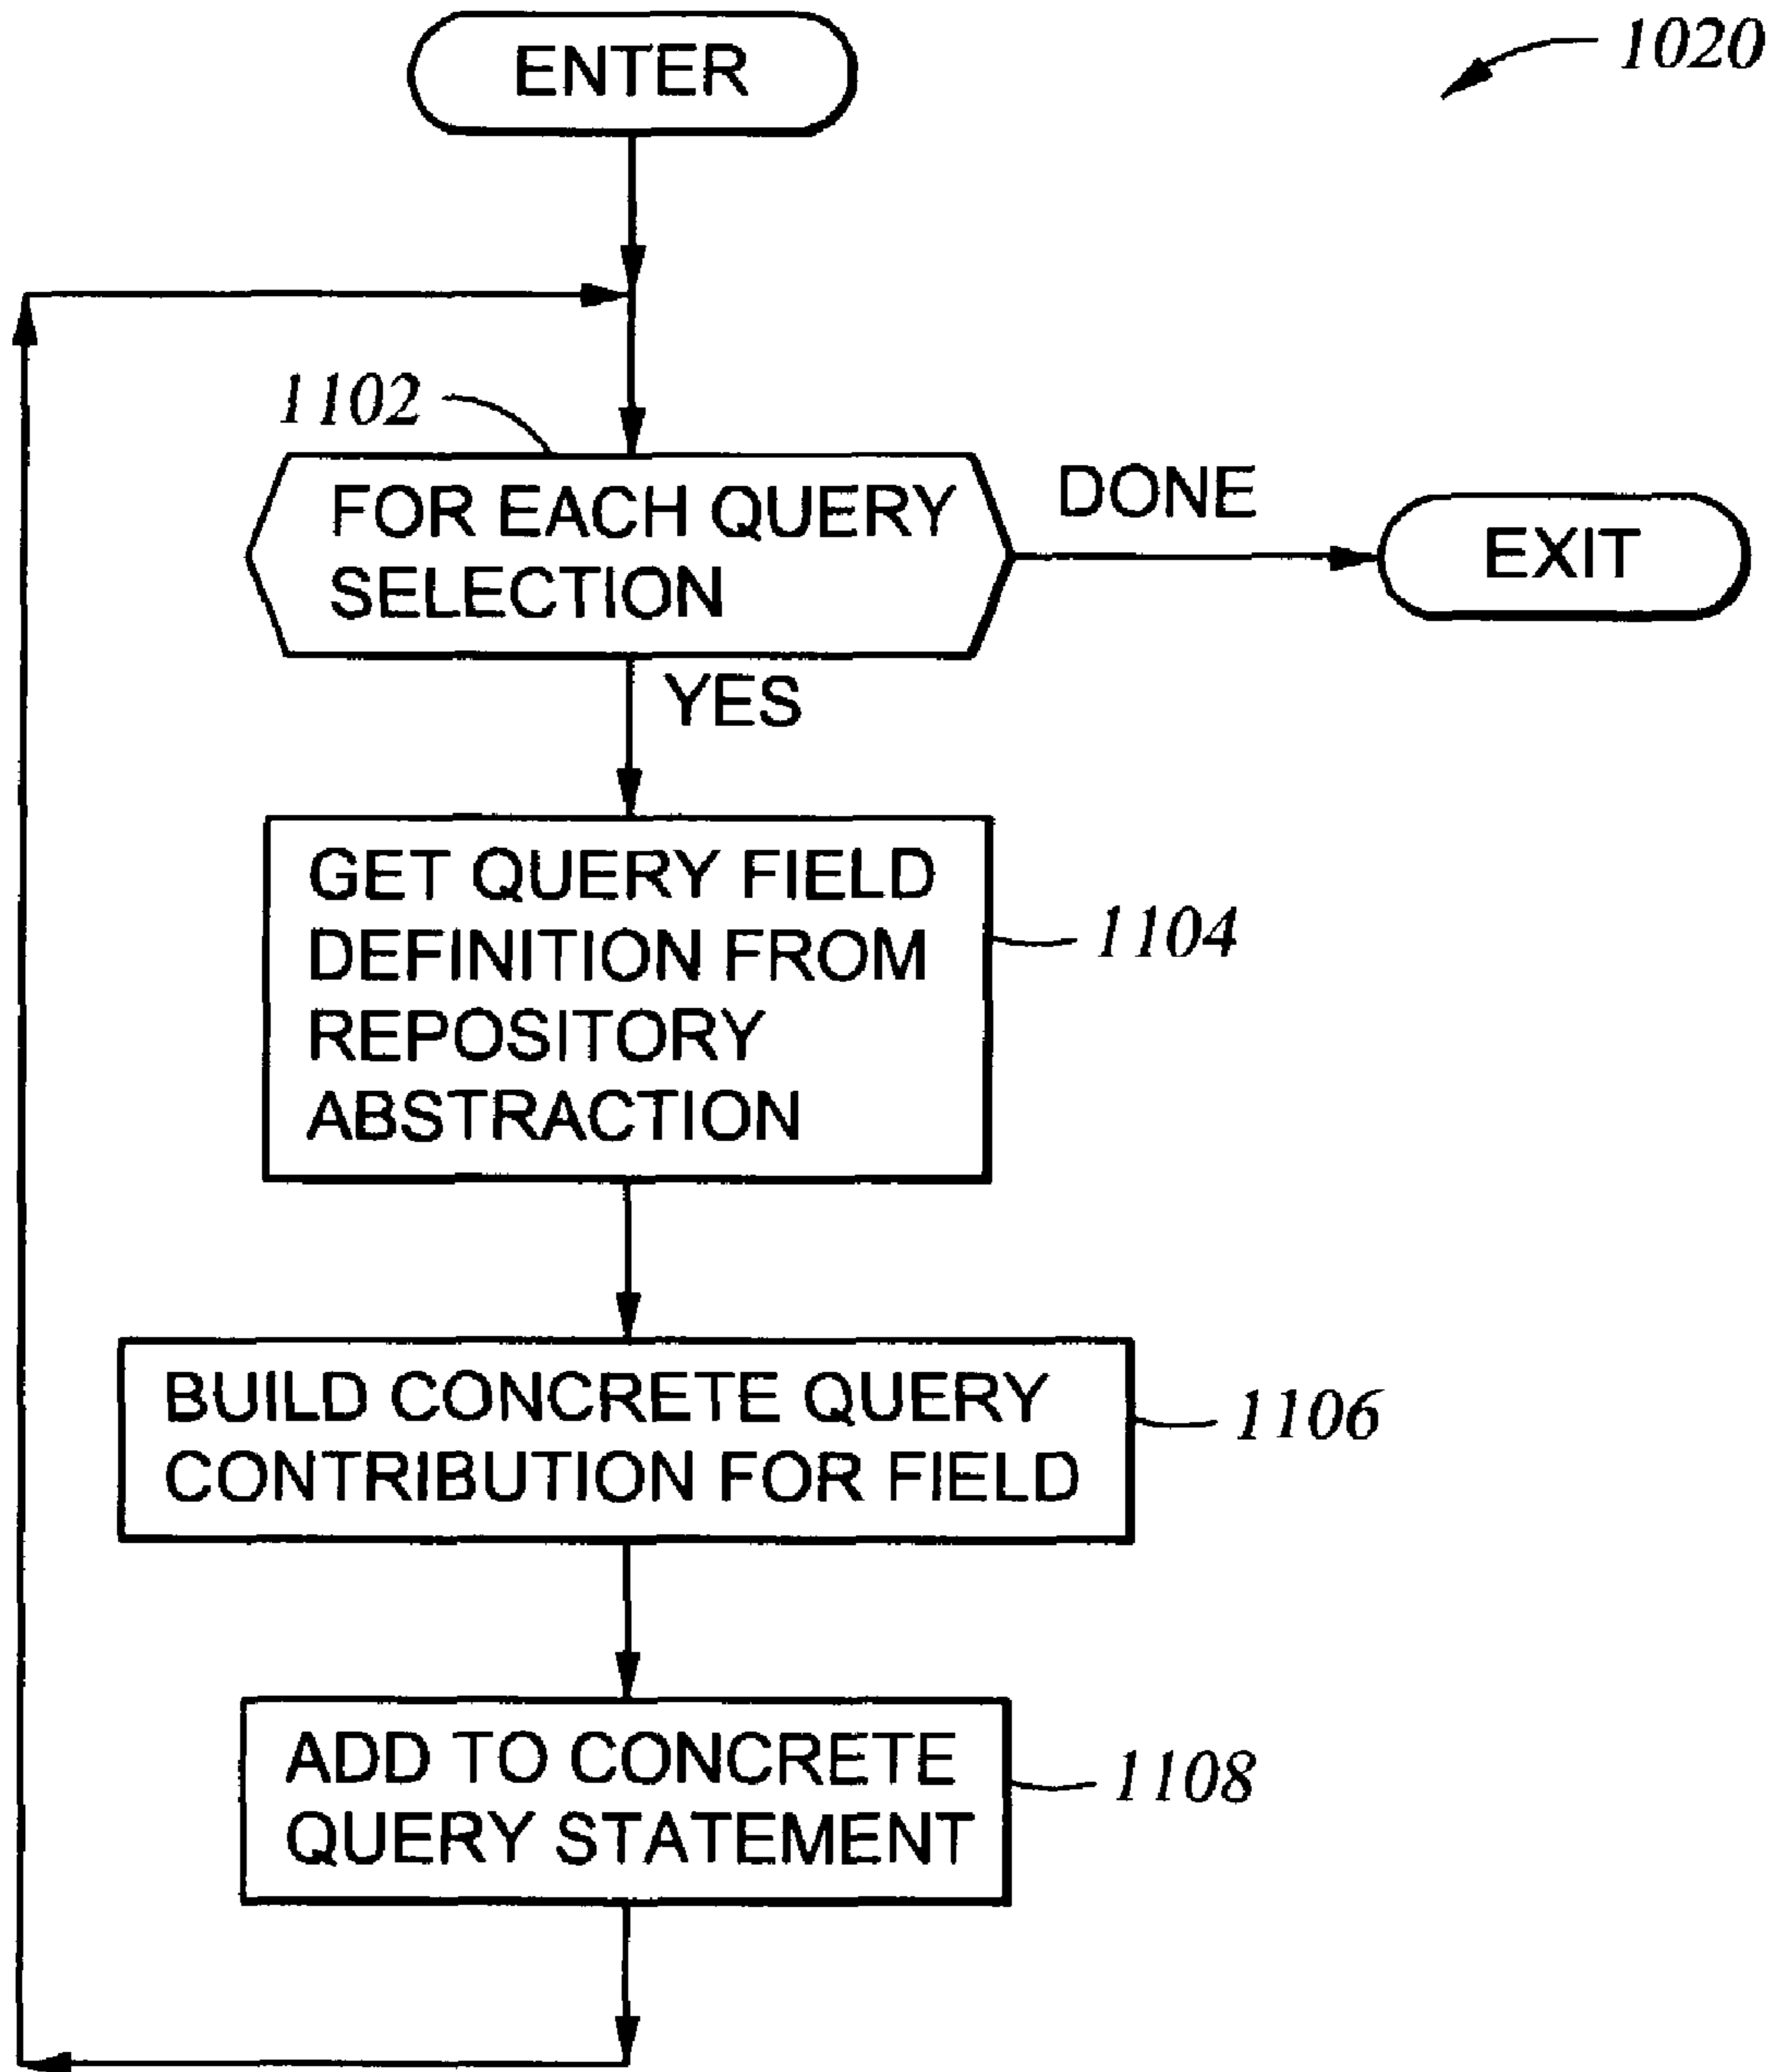 ENTER
1020
1102
FOR EACH QUERY
SELECTION
DONE
EXIT
YES
GET QUERY FIELD
DEFINITION FROM
REPOSITORY
ABSTRACTION
1104
BUILD CONCRETE QUERY
CONTRIBUTION FOR FIELD
1106
ADD TO CONCRETE
QUERY STATEMENT
1108